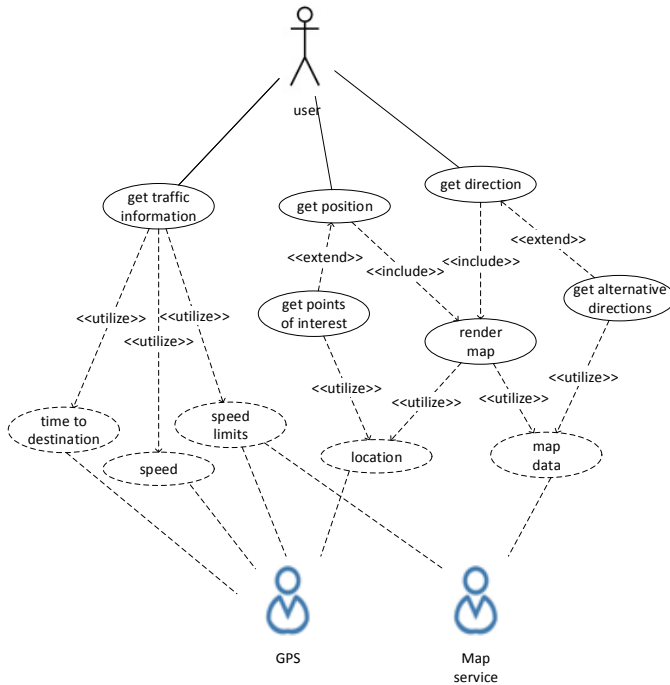 user
get direction
get traffic
information
get position
<<extend>>
<<extend>>
<<include>>
<<include>>
get alternative
directions
get points
of interest
<<utilize>>
<<utilize>>
<<utilize>>
render
map
<<utilize>>
<<utilize>>
<<utilize>>
<<utilize>>
time to
destination
speed
limits
speed
location
map
data
GPS
Map
service